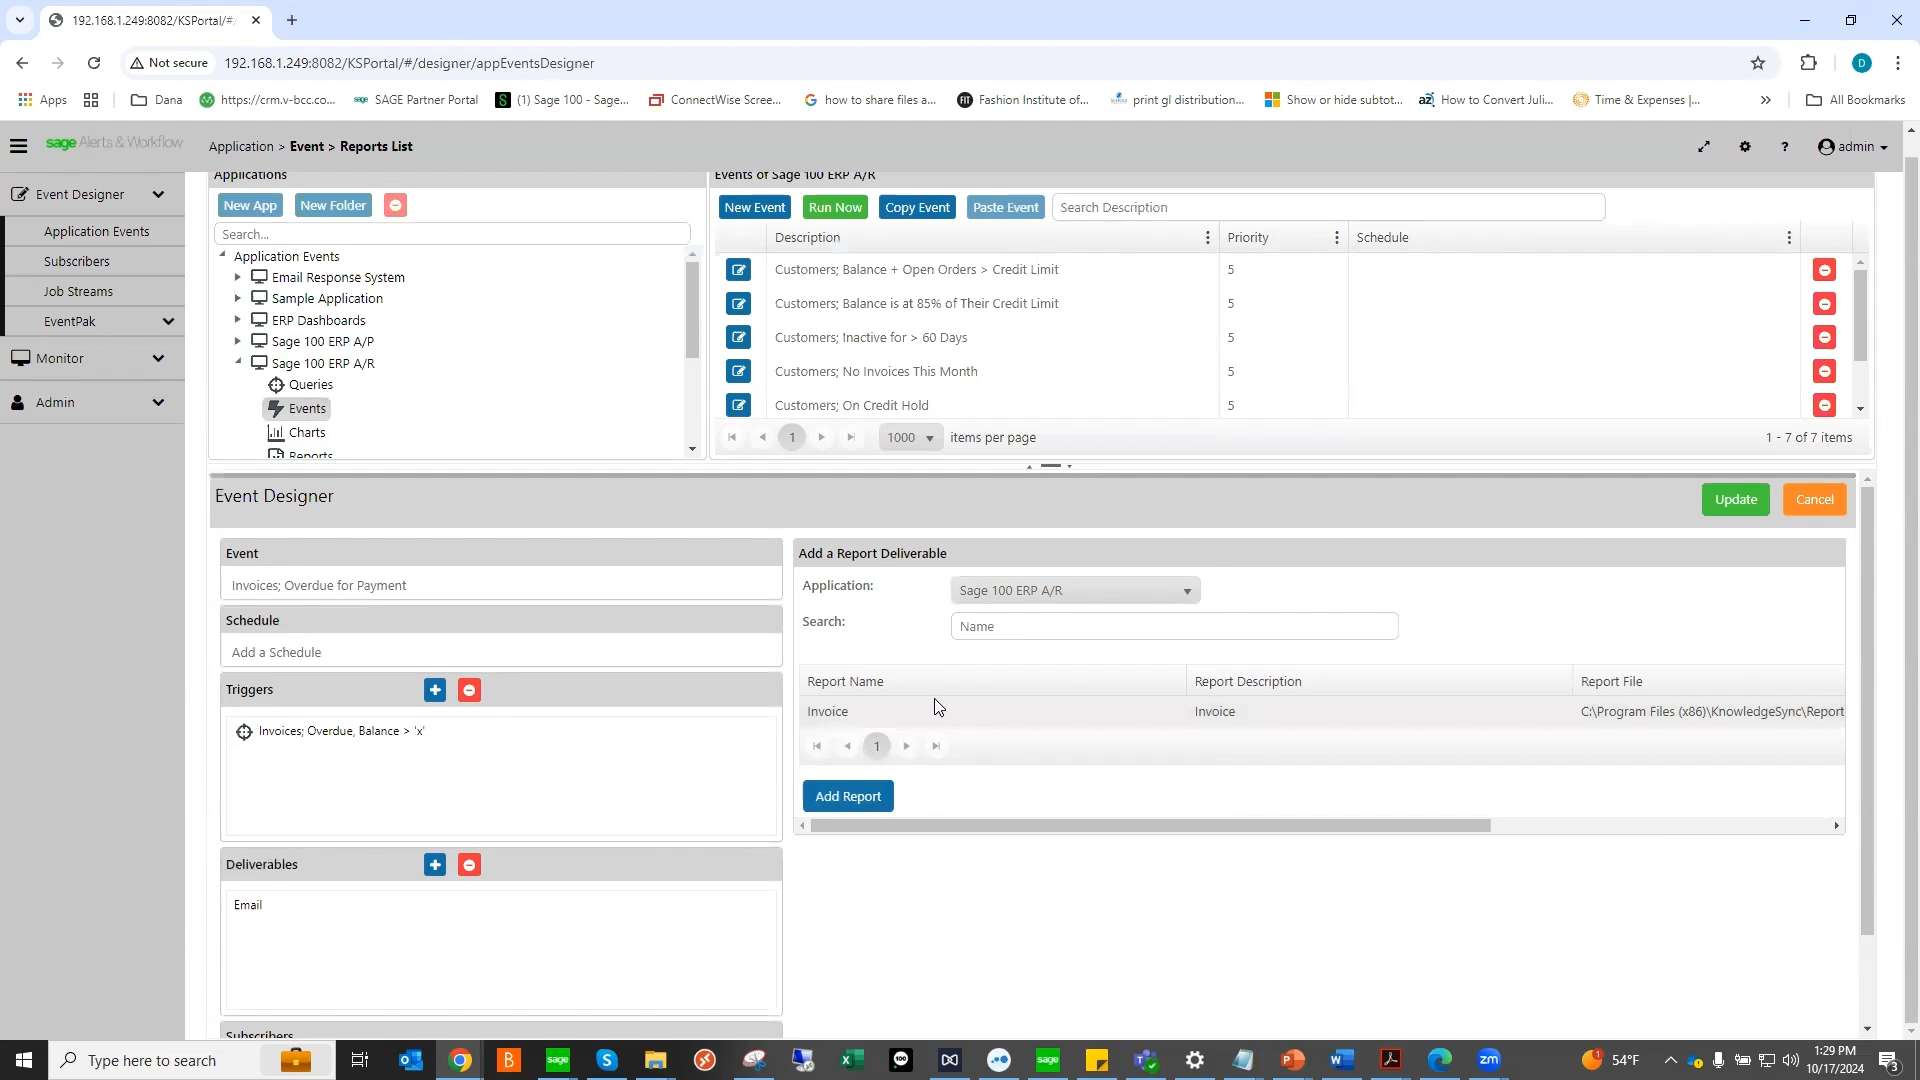 192.168.1.249:8082/KSPortal/#/
Not secure
192.168.1.249:8082/KSPortal/#/designer/appEventsDesigner
D
Apps
Dana
https://crm.v-bcc.co...
SAGE Partner Portal
(1) Sage 100 - Sage...
ConnectWise Scree...
how to share files a...
Fashion Institute of...
print gl distribution...
Show or hide subtot...
How to Convert Juli...
Time & Expenses |...
All Bookmarks
sage Alerts & Workflow
Application > Event > Reports List
admin
Event Designer
Application Events
Subscribers
Job Streams
EventPak
Monitor
Admin
Applications
New App
New Folder
Search...
Application Events
Email Response System
Sample Application
ERP Dashboards
Sage 100 ERP A/P
Sage 100 ERP A/R
Queries
Events
Charts
Reports
Events of Sage 100 ERP A/R
New Event
Run Now
Copy Event
Paste Event
Search Description
Description
Priority
Schedule
Customers; Balance + Open Orders > Credit Limit
5
Customers; Balance is at 85% of Their Credit Limit
5
Customers; Inactive for > 60 Days
5
Customers; No Invoices This Month
5
Customers; On Credit Hold
5
1
1000
items per page
1 - 7 of 7 items
Event Designer
Update
Cancel
Event
Invoices; Overdue for Payment
Schedule
Add a Schedule
Triggers
Invoices; Overdue, Balance > 'x'
Deliverables
Email
Subscribers
Add a Report Deliverable
Application:
Sage 100 ERP A/R
Search:
Name
Report Name
Report Description
Report File
Invoice
Invoice
C:\Program Files (x86)\KnowledgeSync\Report
1
Add Report
Type here to search
54°F
1:29 PM
10/17/2024
3